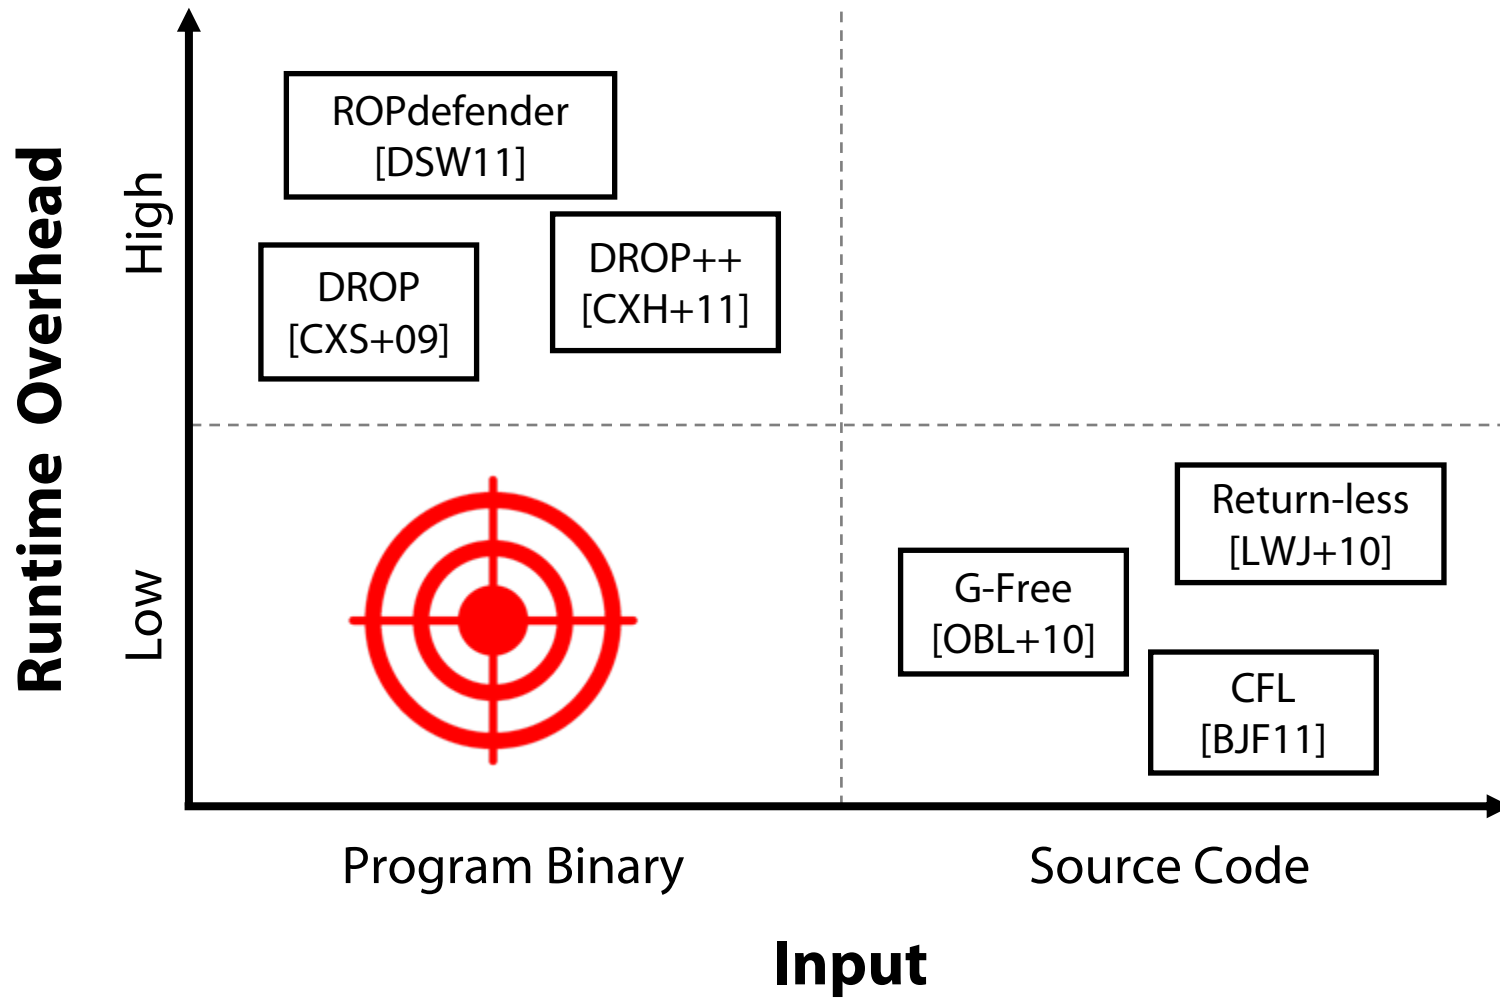 Runtime Overhead
High
Low
ROPdefender
[DSW11]
DROP
[CXS+09]
DROP++
[CXH+11]
Return-less
[LWJ+10]
G-Free
[OBL+10]
CFL
[BJF11]
Program Binary
Source Code
Input